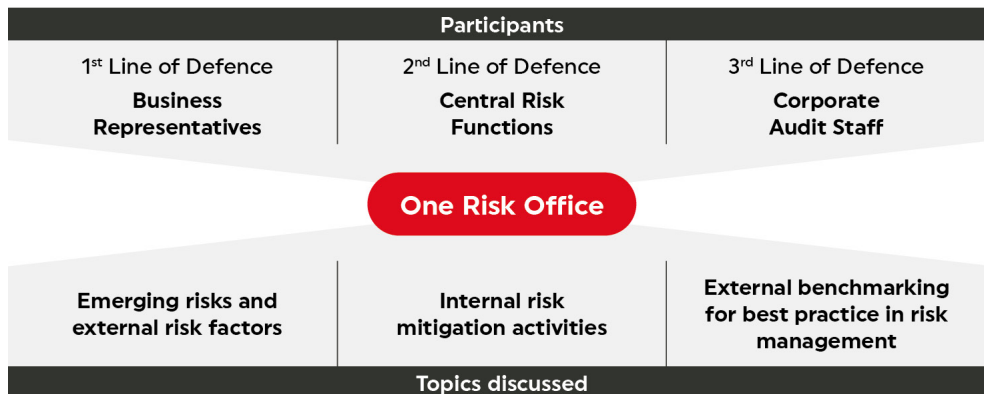 Participants
1st Line of Defence
Business
Representatives
2nd Line of Defence
Central Risk
Functions
3rd Line of Defence
Corporate
Audit Staff
One Risk Office
Emerging risks and
external risk factors
Internal risk
mitigation activities
External benchmarking
for best practice in risk
management
Topics discussed